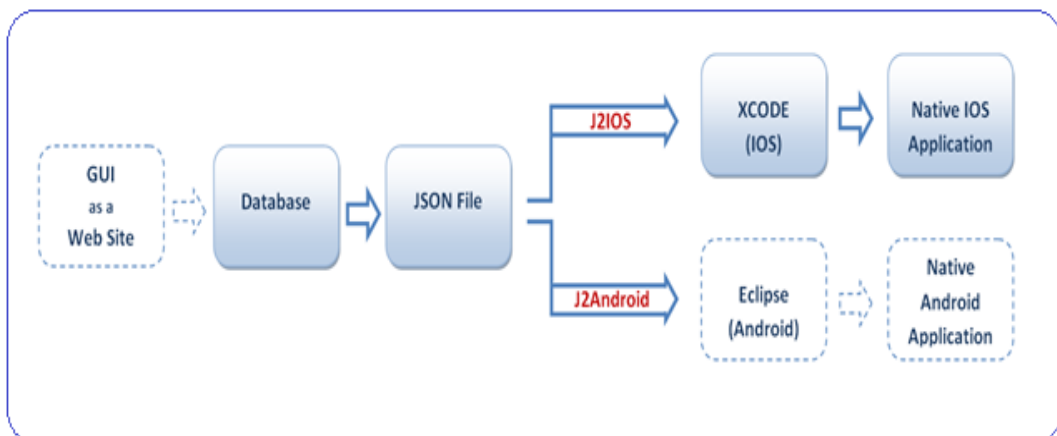 GUI
as a
Web Site
Database
JSON File
J2IOS
XCODE
(IOS)
Native IOS
Application
J2Android
Eclipse
(Android)
Native
Android
Application